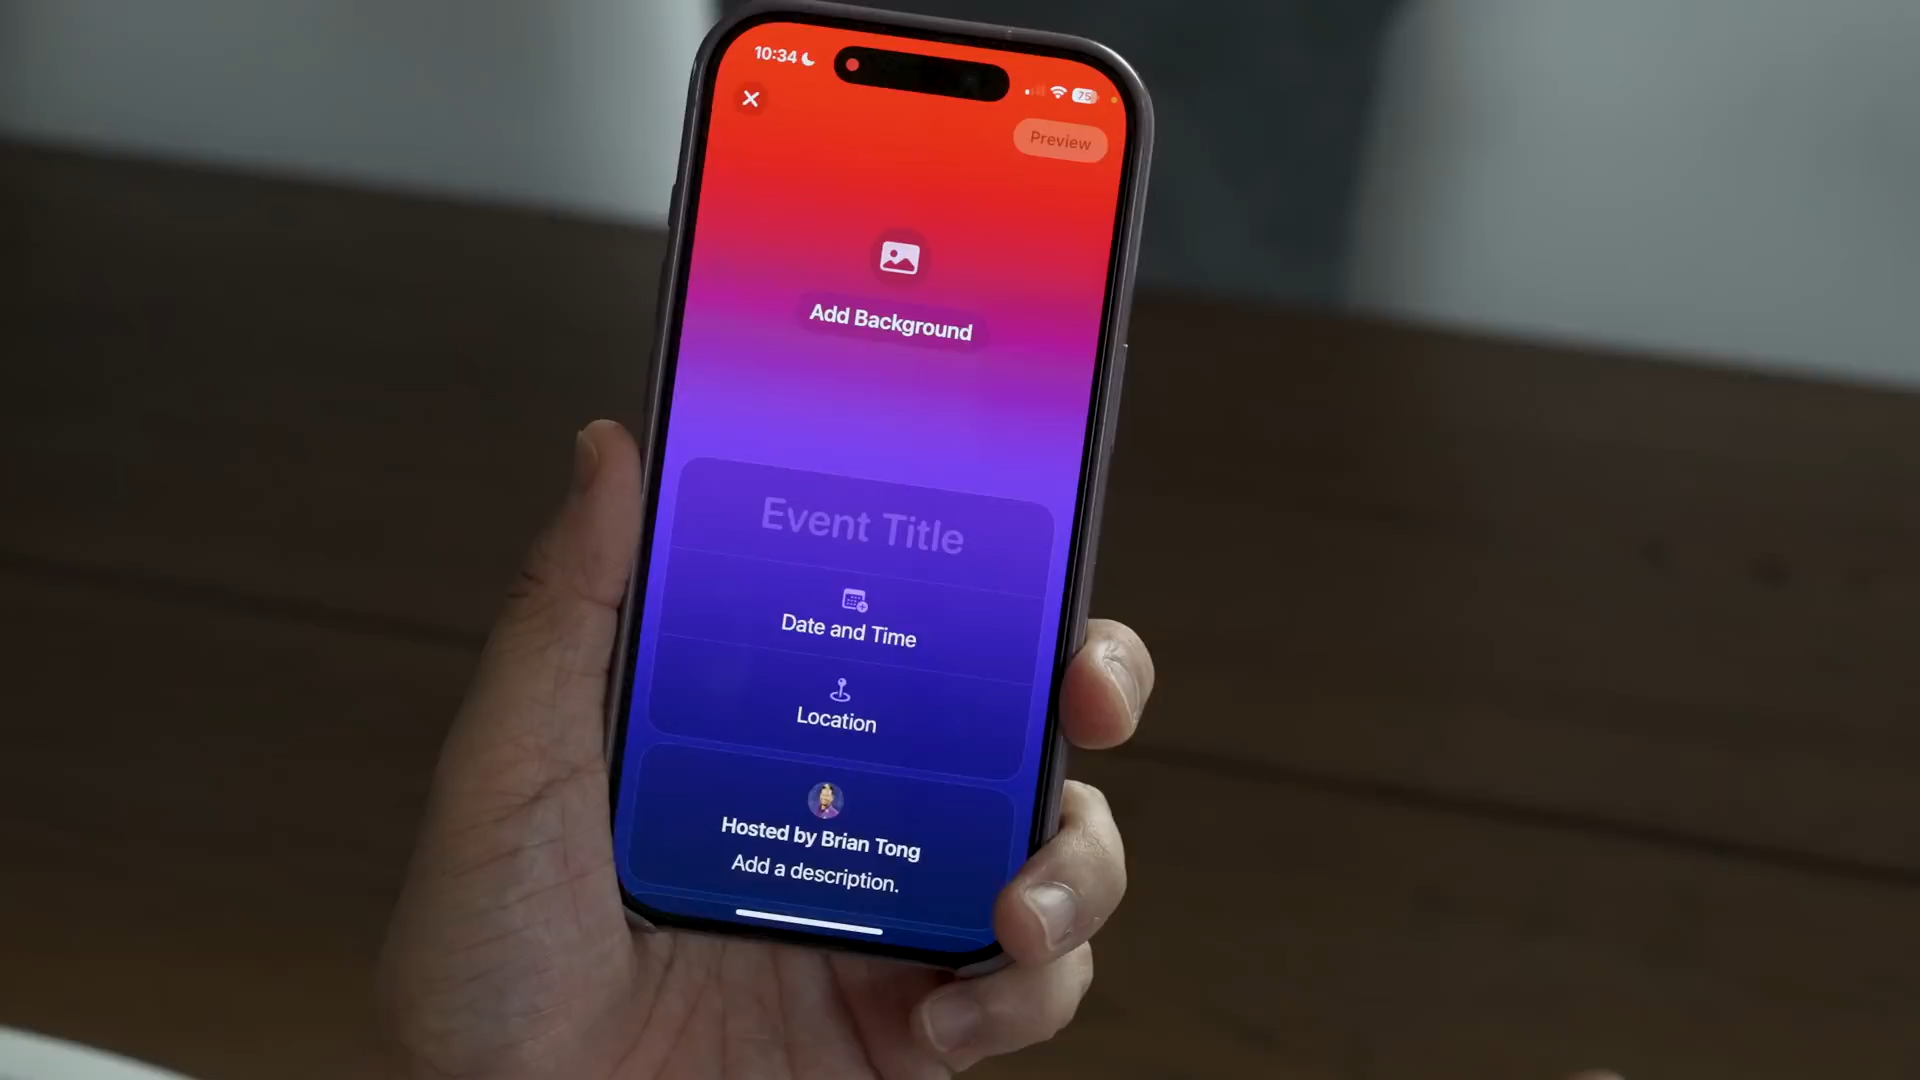 10:34
75
Preview
Add Background
Event Title
Date and Time
Location
Hosted by Brian Tong
Add a description.